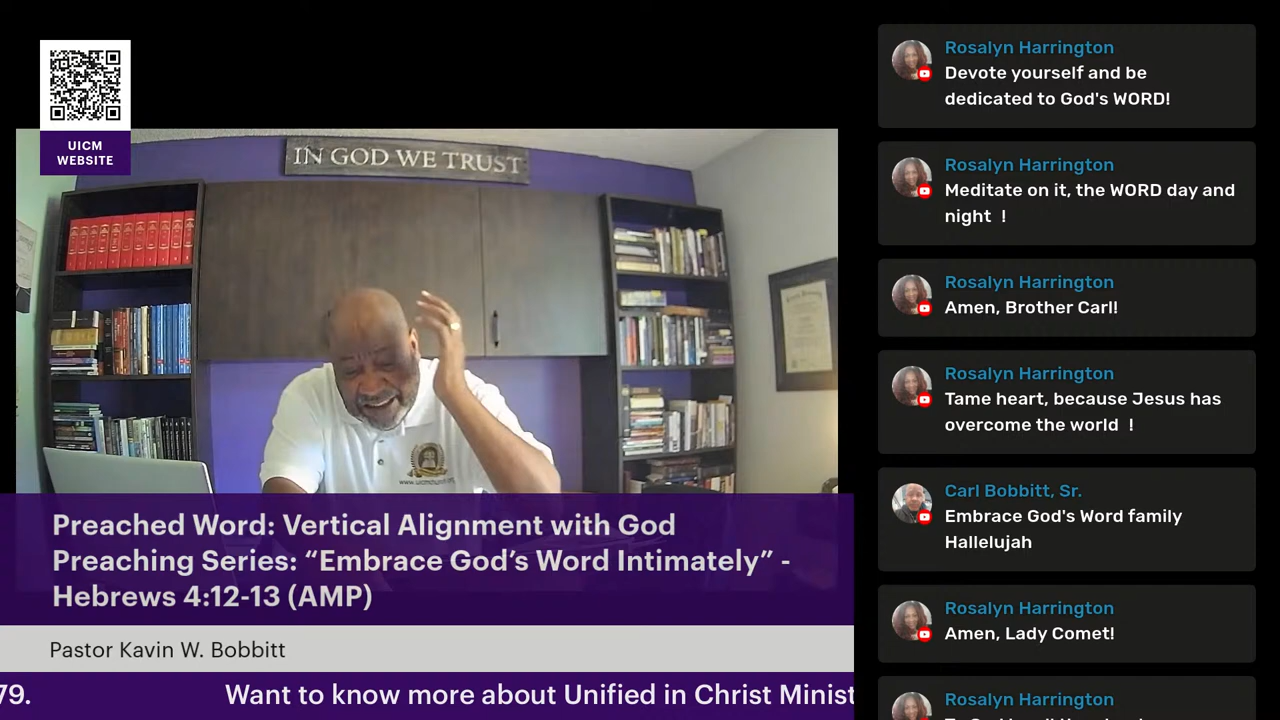 UICM
WEBSITE
IN GOD WE TRUST
Preached Word: Vertical Alignment with God
Preaching Series: “Embrace God’s Word Intimately” -
Hebrews 4:12-13 (AMP)
Pastor Kavin W. Bobbitt
79.
Want to know more about Unified in Christ Minist
Rosalyn Harrington
Devote yourself and be
dedicated to God's WORD!
Rosalyn Harrington
Meditate on it, the WORD day and
night !
Rosalyn Harrington
Amen, Brother Carl!
Rosalyn Harrington
Tame heart, because Jesus has
overcome the world !
Carl Bobbitt, Sr.
Embrace God's Word family
Hallelujah
Rosalyn Harrington
Amen, Lady Comet!
Rosalyn Harrington